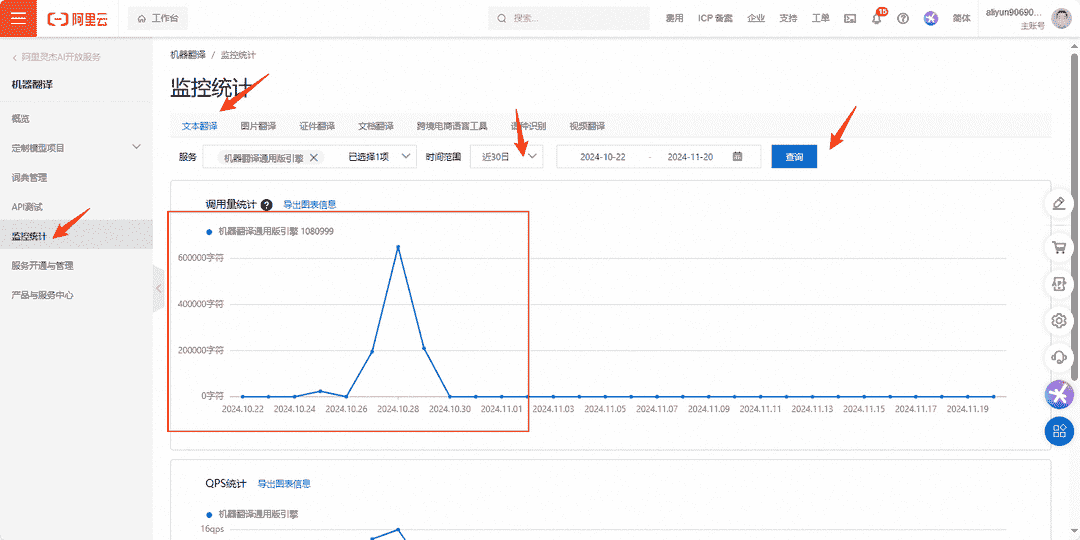 阿里云
工作台
搜索...
费用
ICP 备案
企业
支持
工单
15
简体
aliyun90690...
主账号
阿里灵杰AI开放服务
机器翻译
概览
定制模型项目
词典管理
API测试
监控统计
服务开通与管理
产品与服务中心
机器翻译 / 监控统计
监控统计
文本翻译
图片翻译
证件翻译
文档翻译
跨境电商语言工具
语种识别
视频翻译
服务
机器翻译通用版引擎
已选择1项
时间范围
近30日
2024-10-22 - 2024-11-20
查询
调用量统计
导出图表信息
机器翻译通用版引擎 1080999
600000字符
400000字符
200000字符
0字符
2024.10.22 2024.10.24 2024.10.26 2024.10.28 2024.10.30 2024.11.01 2024.11.03 2024.11.05 2024.11.07 2024.11.09 2024.11.11 2024.11.13 2024.11.15 2024.11.17 2024.11.19
QPS统计
导出图表信息
机器翻译通用版引擎
16qps